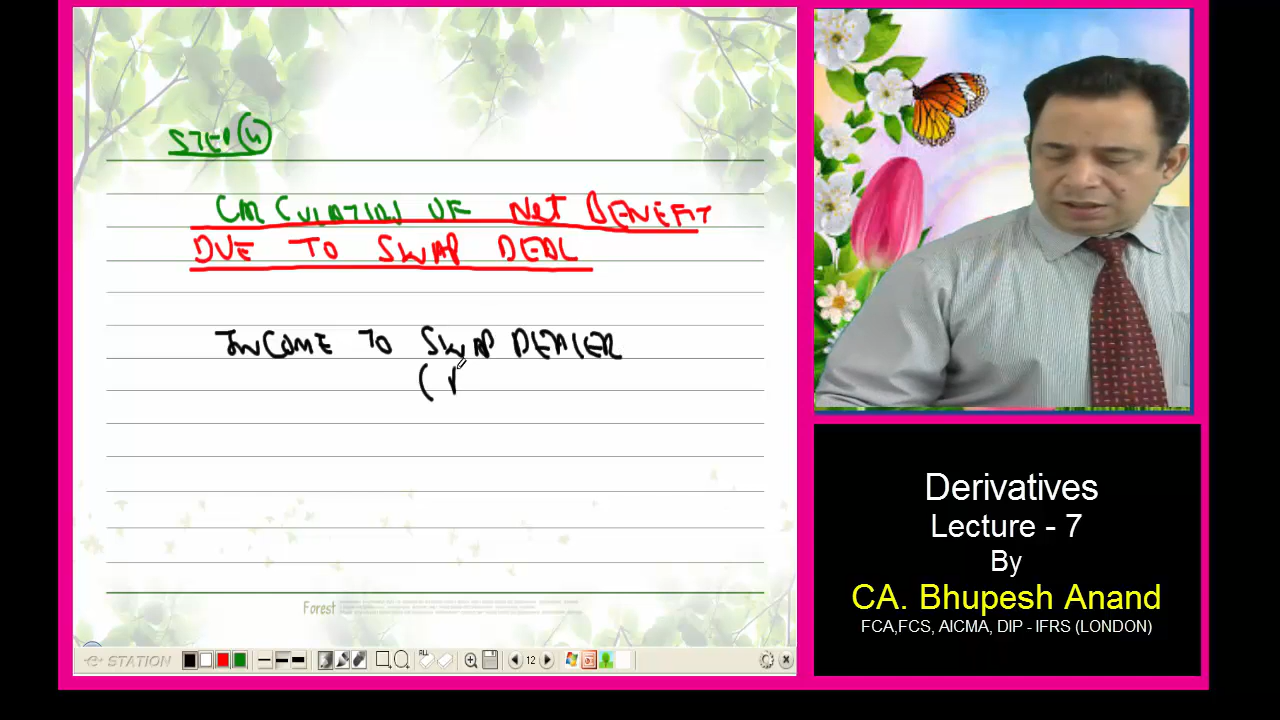 STEP (4)
CALCULATION OF Net BENEFIT
DUE TO SWAP DEAL
INCOME TO SWAP DEALER
(
Forest
e-STATION
ALL
12
Derivatives
Lecture - 7
By
CA. Bhupesh Anand
FCA,FCS, AICMA, DIP - IFRS (LONDON)